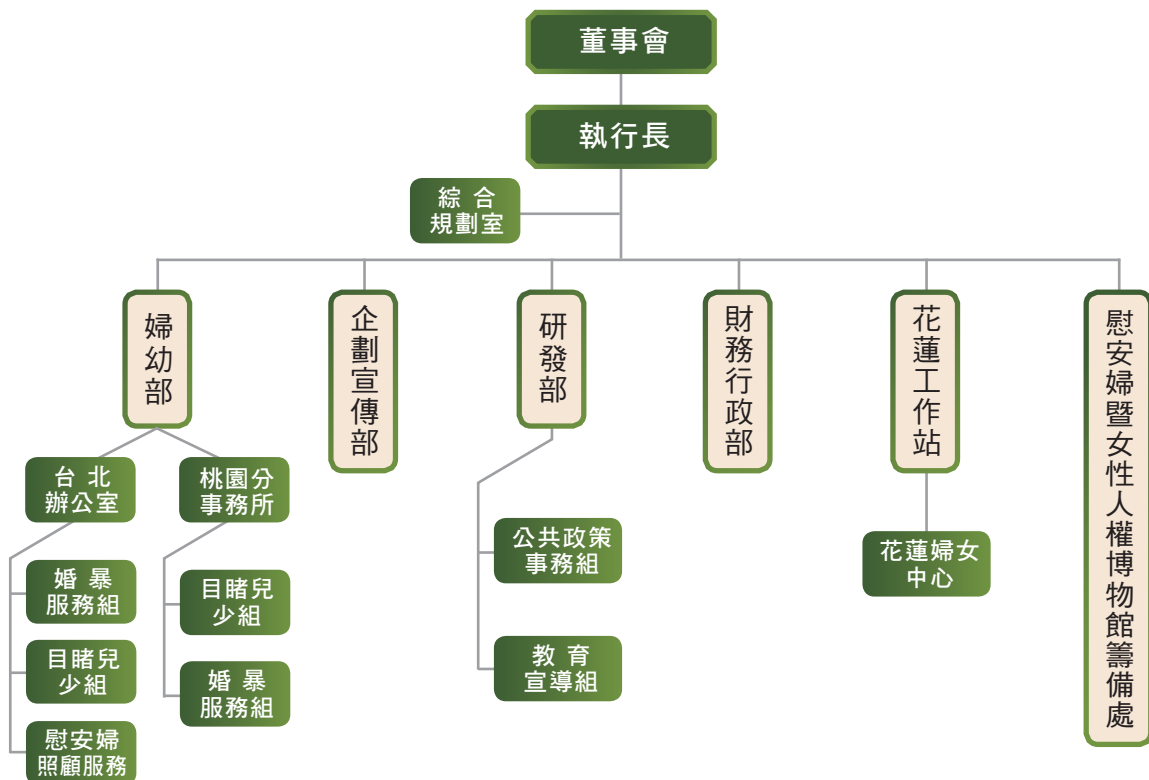 董事會
執行長
綜合
規劃室
婦幼部
企劃宣傳部
研發部
財務行政部
花蓮工作站
慰安婦暨女性人權博物館籌備處
台北
辦公室
桃園分
事務所
婚暴
服務組
目睹兒
少組
慰安婦
照顧服務
目睹兒
少組
婚暴
服務組
公共政策
事務組
教育
宣導組
花蓮婦女
中心